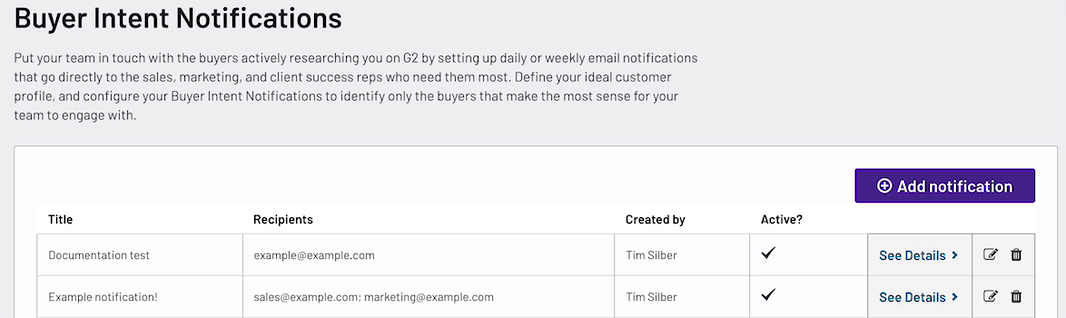 Buyer Intent Notifications
Put your team in touch with the buyers actively researching you on G2 by setting up daily or weekly email notifications
that go directly to the sales, marketing, and client success reps who need them most. Define your ideal customer
profile, and configure your Buyer Intent Notifications to identify only the buyers that make the most sense for your
team to engage with.
Add notification
Title Recipients Created by Active?
Documentation test example@example.com Tim Silber See Details
Example notification! sales@example.com; marketing@example.com Tim Silber See Details